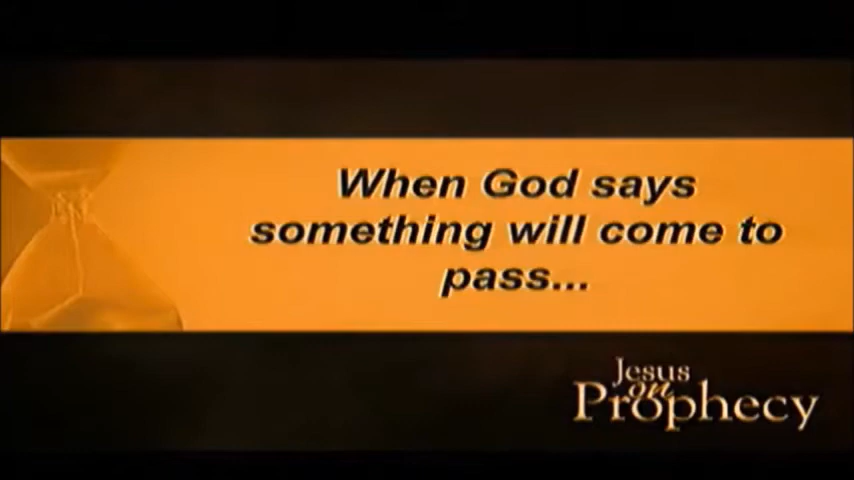 When God says
something will come to
pass...
Jesus
on
Prophecy